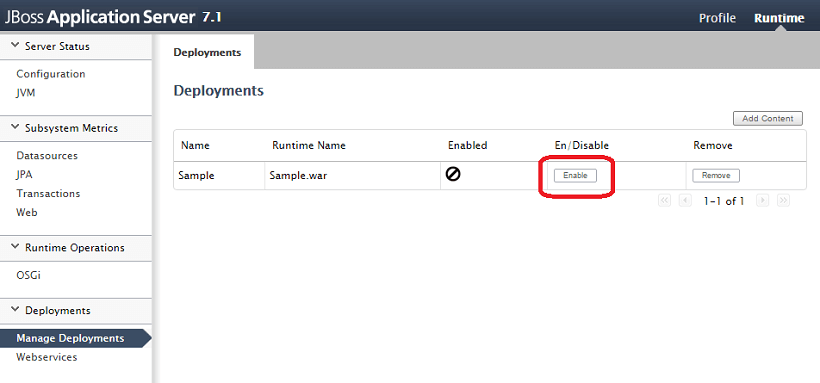 JBoss Application Server 7.1
Profile Runtime
Server Status
Configuration
JVM
Subsystem Metrics
Datasources
JPA
Transactions
Web
Runtime Operations
OSGi
Deployments
Manage Deployments
Webservices
Deployments
Deployments
Add Content
Name Runtime Name Enabled En/Disable Remove
Sample Sample.war Enable Remove
1-1 of 1